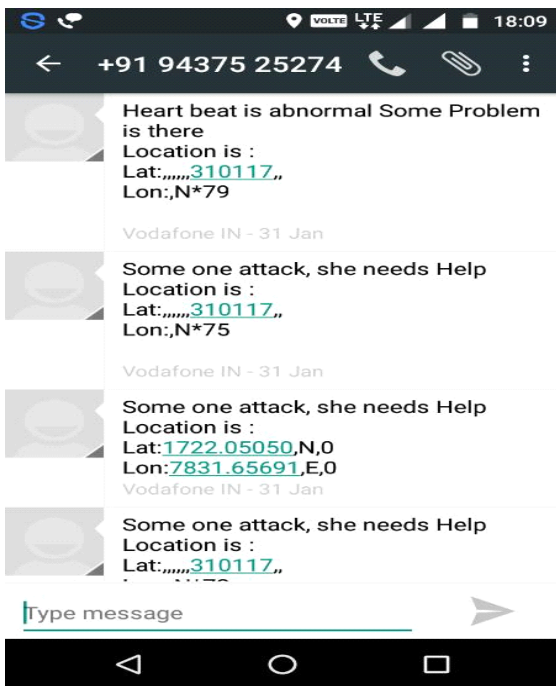 VOLTE LTE 18:09
+91 94375 25274
Heart beat is abnormal Some Problem
is there
Location is :
Lat:,,,,,,310117,,
Lon:,N*79
Vodafone IN - 31 Jan
Some one attack, she needs Help
Location is :
Lat:,,,,,,310117,,
Lon:,N*75
Vodafone IN - 31 Jan
Some one attack, she needs Help
Location is :
Lat:1722.05050,N,0
Lon:7831.65691,E,0
Vodafone IN - 31 Jan
Some one attack, she needs Help
Location is :
Lat:,,,,,,310117,,
Type message